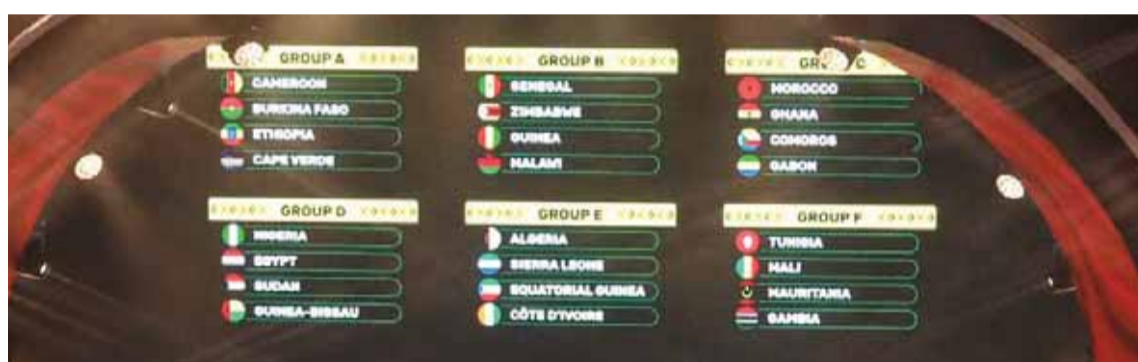 GROUP A
CAMEROON
BURKINA FASO
ETHIOPIA
CAPE VERDE
GROUP B
SENEGAL
ZIMBABWE
GUINEA
MALAWI
GR C
MOROCCO
GHANA
COMOROS
GABON
GROUP D
NIGERIA
EGYPT
SUDAN
GUINEA-BISSAU
GROUP E
ALGERIA
SIERRA LEONE
EQUATORIAL GUINEA
CÔTE D'IVOIRE
GROUP F
TUNISIA
MALI
MAURITANIA
GAMBIA